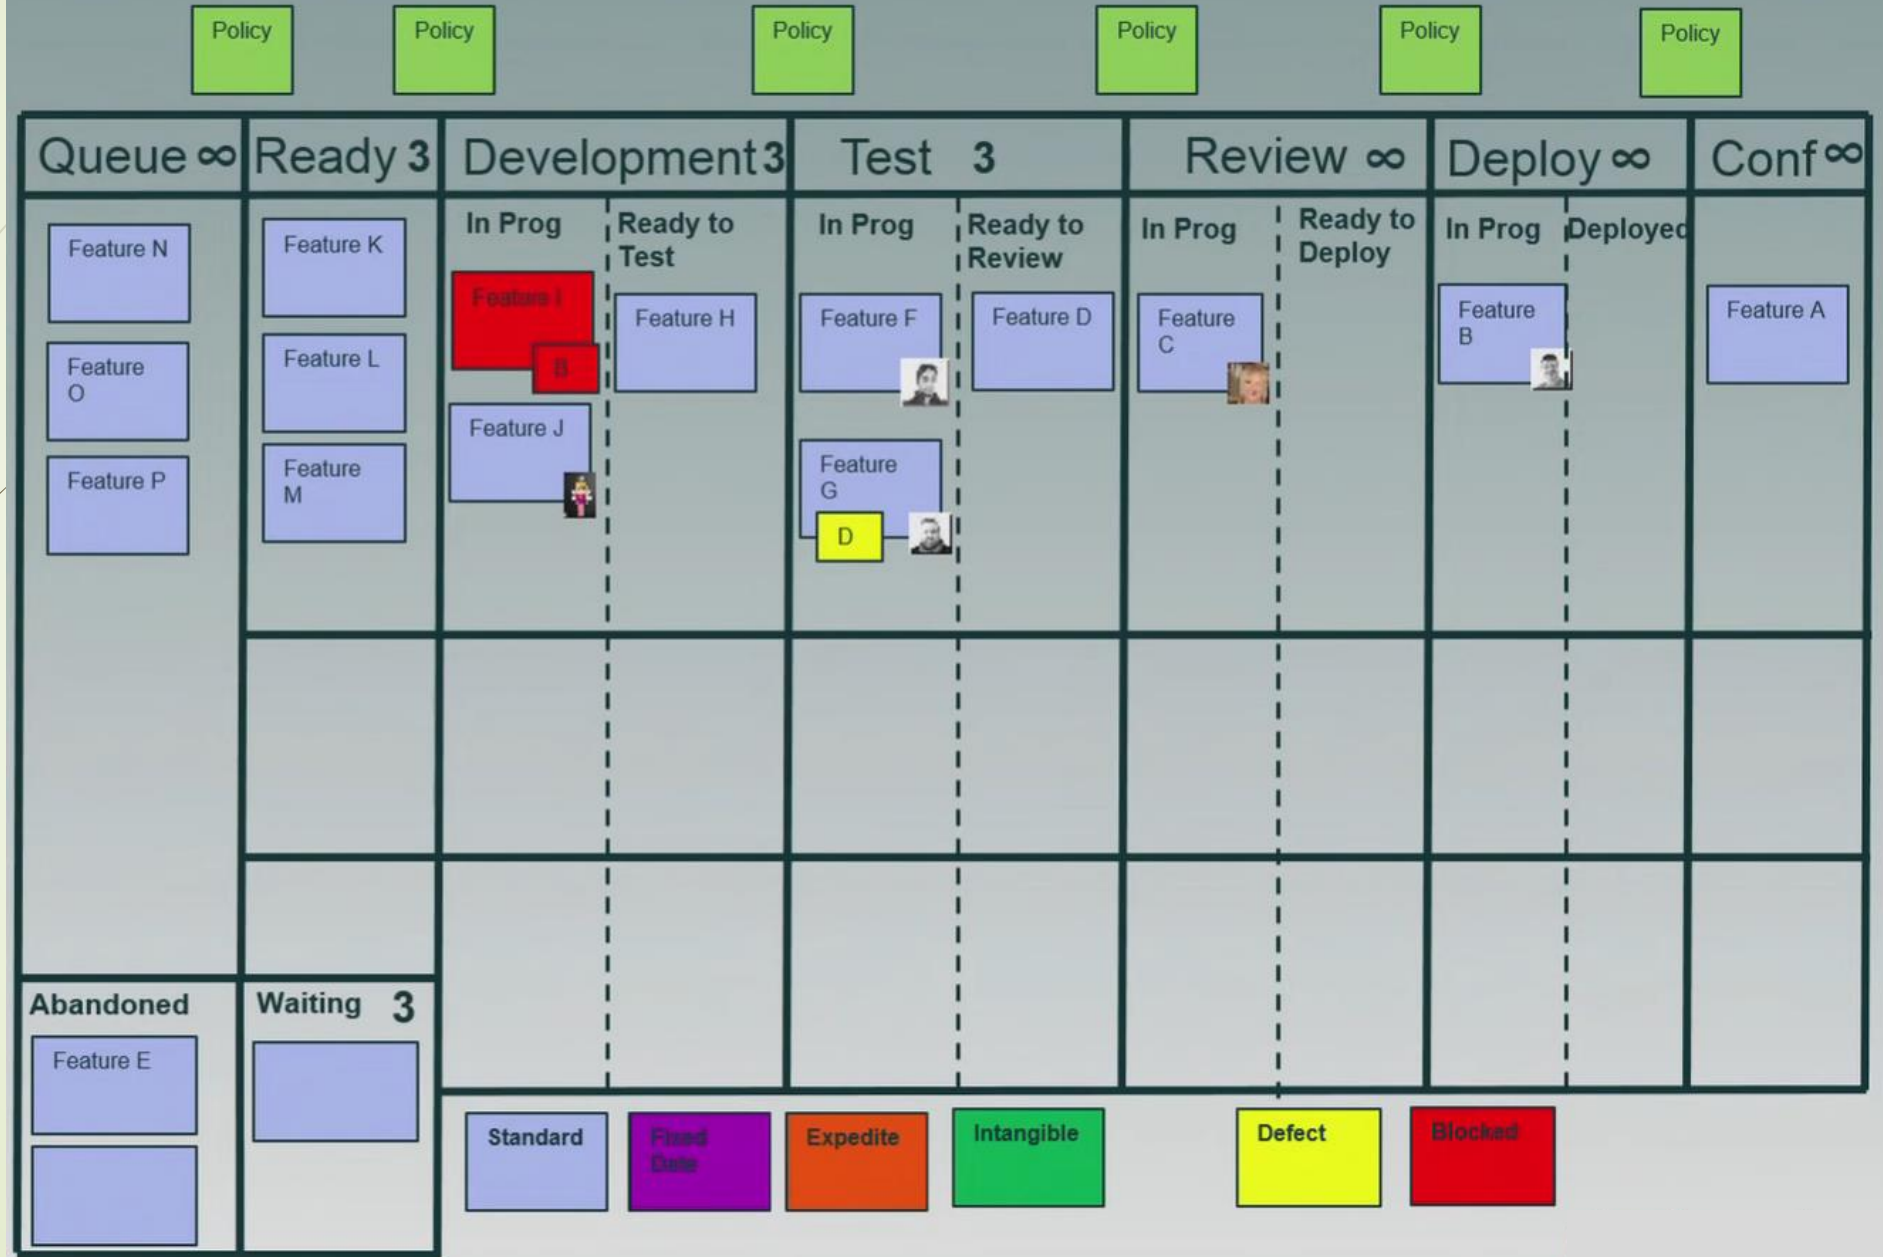 Policy
Policy
Policy
Policy
Policy
Policy
Queue ∞
Ready 3
Development 3
Test 3
Review ∞
Deploy ∞
Conf ∞
In Prog
Ready to
Test
In Prog
Ready to
Review
In Prog
Ready to
Deploy
In Prog
Deployed
Feature N
Feature
O
Feature P
Feature K
Feature L
Feature
M
Feature I
B
Feature J
Feature H
Feature F
Feature
G
D
Feature D
Feature
C
Feature
B
Feature A
Abandoned
Feature E
Waiting 3
Standard
Fixed
Date
Expedite
Intangible
Defect
Blocked